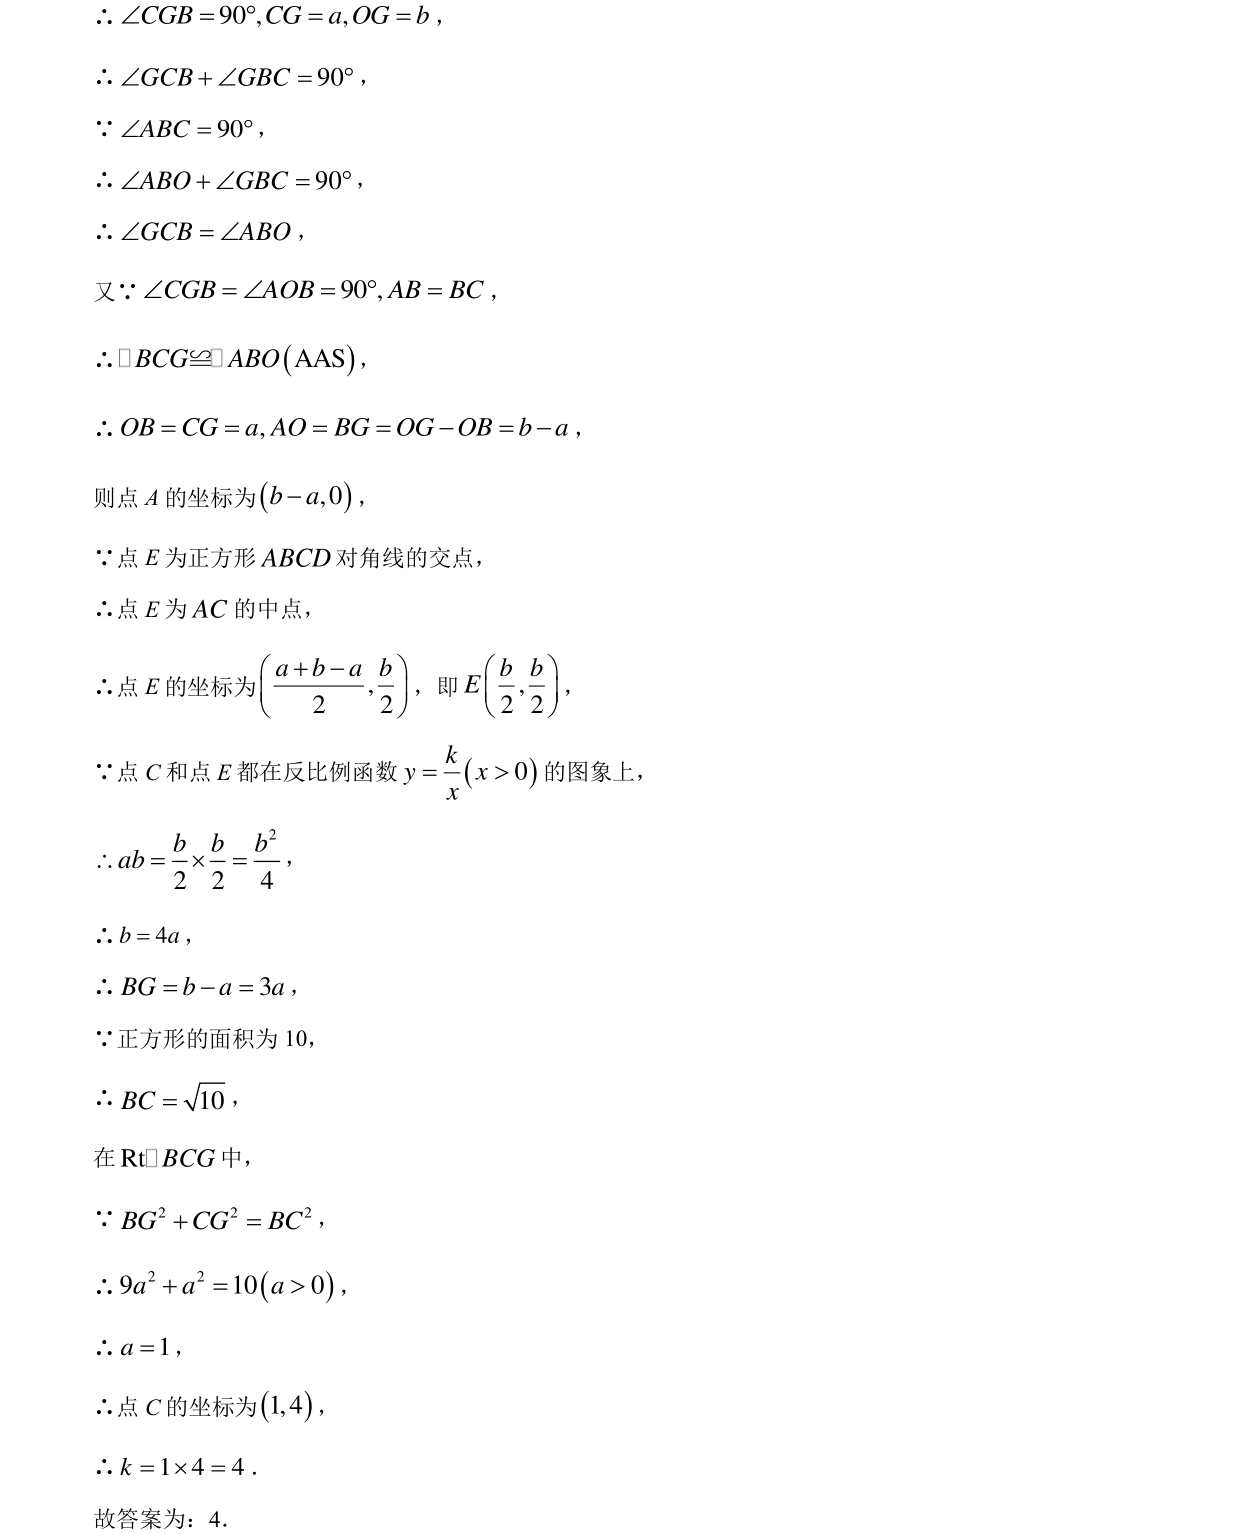 ∴∠CGB=90°,CG=a,OG=b，
∴∠GCB+∠GBC=90°，
∵∠ABC=90°，
∴∠ABO+∠GBC=90°，
∴∠GCB=∠ABO，
又∵∠CGB=∠AOB=90°,AB=BC，
∴□BCG≌□ABO(AAS)，
∴OB=CG=a,AO=BG=OG−OB=b−a，
则点 A 的坐标为(b−a,0)，
∵点 E 为正方形 ABCD 对角线的交点，
∴点 E 为 AC 的中点，
∴点 E 的坐标为((a+b−a)/2,b/2)，即 E(b/2,b/2)，
∵点 C 和点 E 都在反比例函数 y=k/x(x>0) 的图象上，
∴ab=b/2×b/2=b²/4，
∴b=4a，
∴BG=b−a=3a，
∵正方形的面积为 10，
∴BC=√10，
在 Rt□BCG 中，
∵BG²+CG²=BC²，
∴9a²+a²=10(a>0)，
∴a=1，
∴点 C 的坐标为(1,4)，
∴k=1×4=4．
故答案为：4．